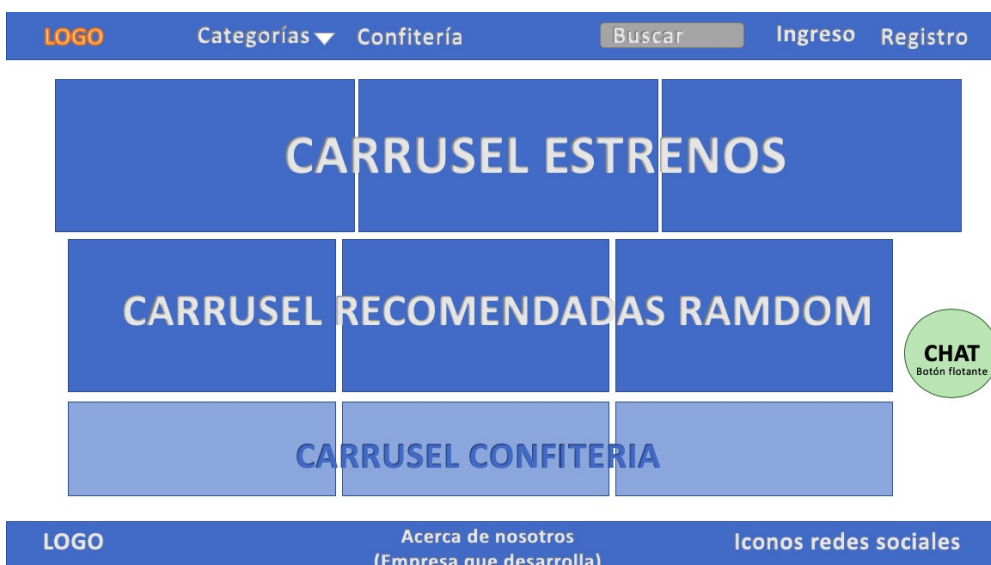 LOGO
Categorías
Confitería
Buscar
Ingreso
Registro
CARRUSEL ESTRENOS
CARRUSEL RECOMENDADAS RAMDOM
CHAT
Botón flotante
CARRUSEL CONFITERIA
LOGO
Acerca de nosotros
(Empresa que desarrolla)
Iconos redes sociales